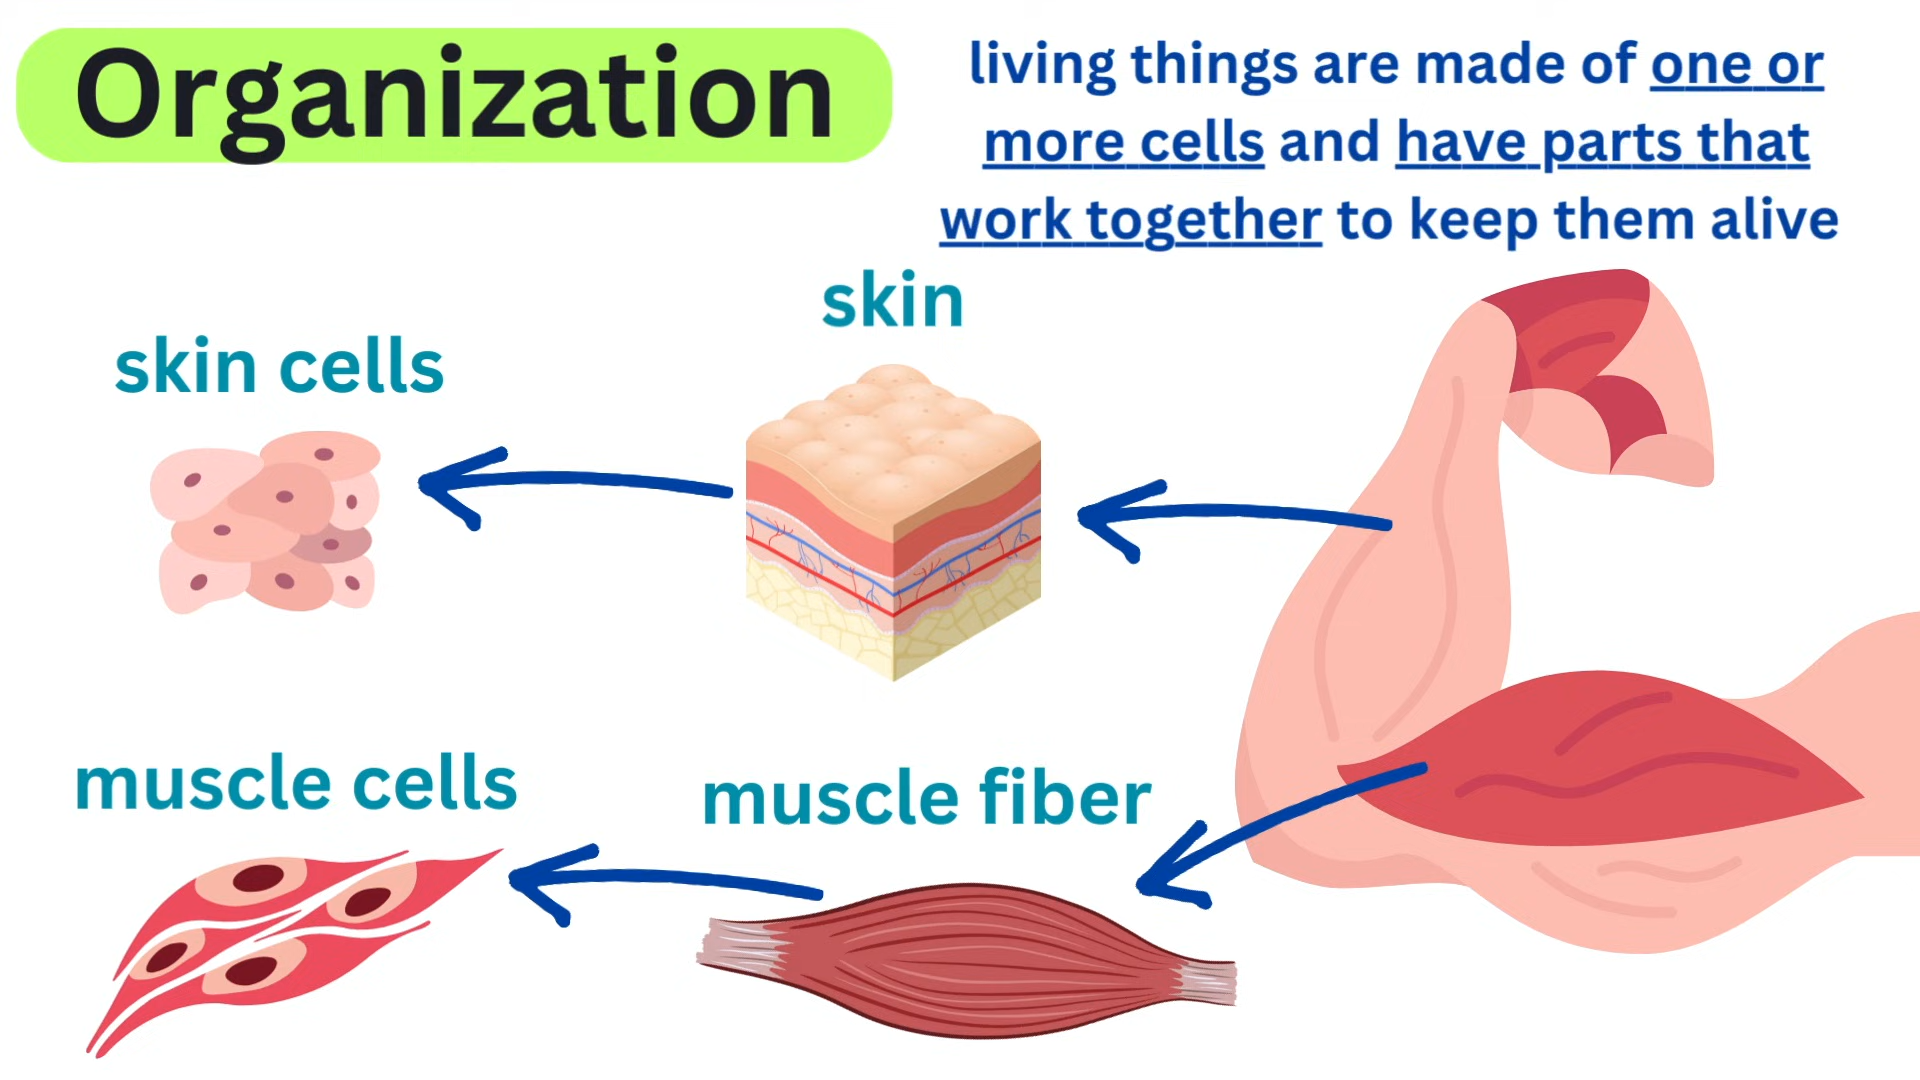 Organization
living things are made of one or
more cells and have parts that
work together to keep them alive
skin
skin cells
muscle cells
muscle fiber